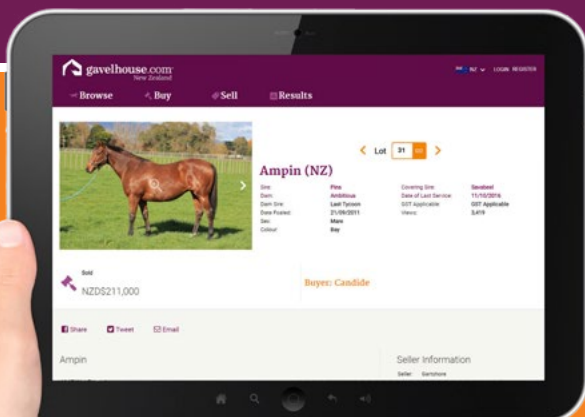 gavelhouse.com
New Zealand
NZ LOGIN REGISTER
Browse Buy Sell Results
Lot 31 GO
Ampin (NZ)
Sire: Pins
Dam: Ambitious
Dam Sire: Last Tycoon
Date Foaled: 21/09/2011
Sex: Mare
Colour Bay
Covering Sire: Savabeel
Date of Last Service: 11/10/2016
GST Applicable GST Applicable
Views: 3,419
Sold
NZD$211,000
Buyer: Candide
Share Tweet Email
Ampin
Seller Information
Seller: Gartshore